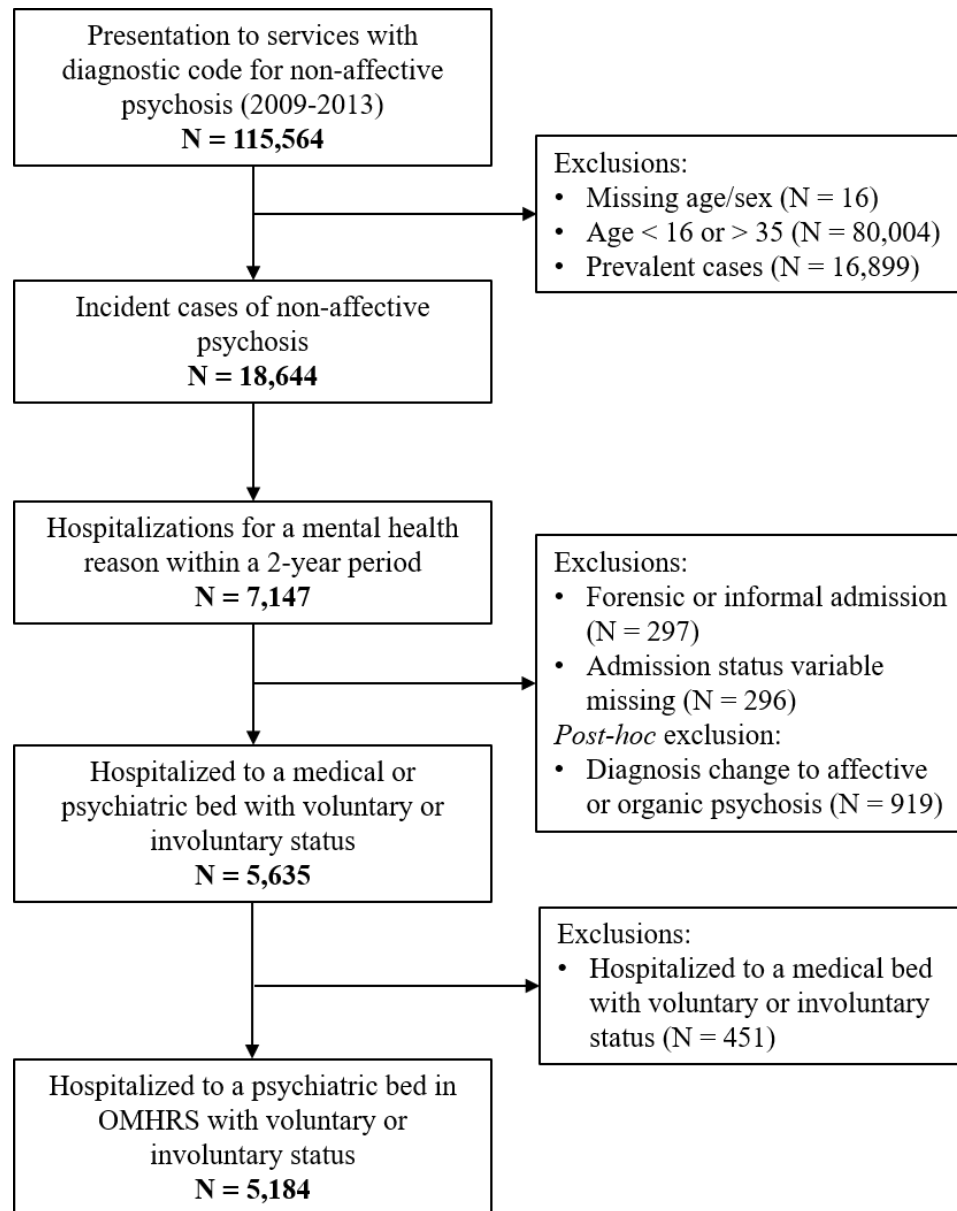 Presentation to services with
diagnostic code for non-affective
psychosis (2009-2013)
N = 115,564
Exclusions:
• Missing age/sex (N = 16)
• Age < 16 or > 35 (N = 80,004)
• Prevalent cases (N = 16,899)
Incident cases of non-affective
psychosis
N = 18,644
Hospitalizations for a mental health
reason within a 2-year period
N = 7,147
Exclusions:
• Forensic or informal admission
(N = 297)
• Admission status variable
missing (N = 296)
Post-hoc exclusion:
• Diagnosis change to affective
or organic psychosis (N = 919)
Hospitalized to a medical or
psychiatric bed with voluntary or
involuntary status
N = 5,635
Exclusions:
• Hospitalized to a medical bed
with voluntary or involuntary
status (N = 451)
Hospitalized to a psychiatric bed in
OMHRS with voluntary or
involuntary status
N = 5,184